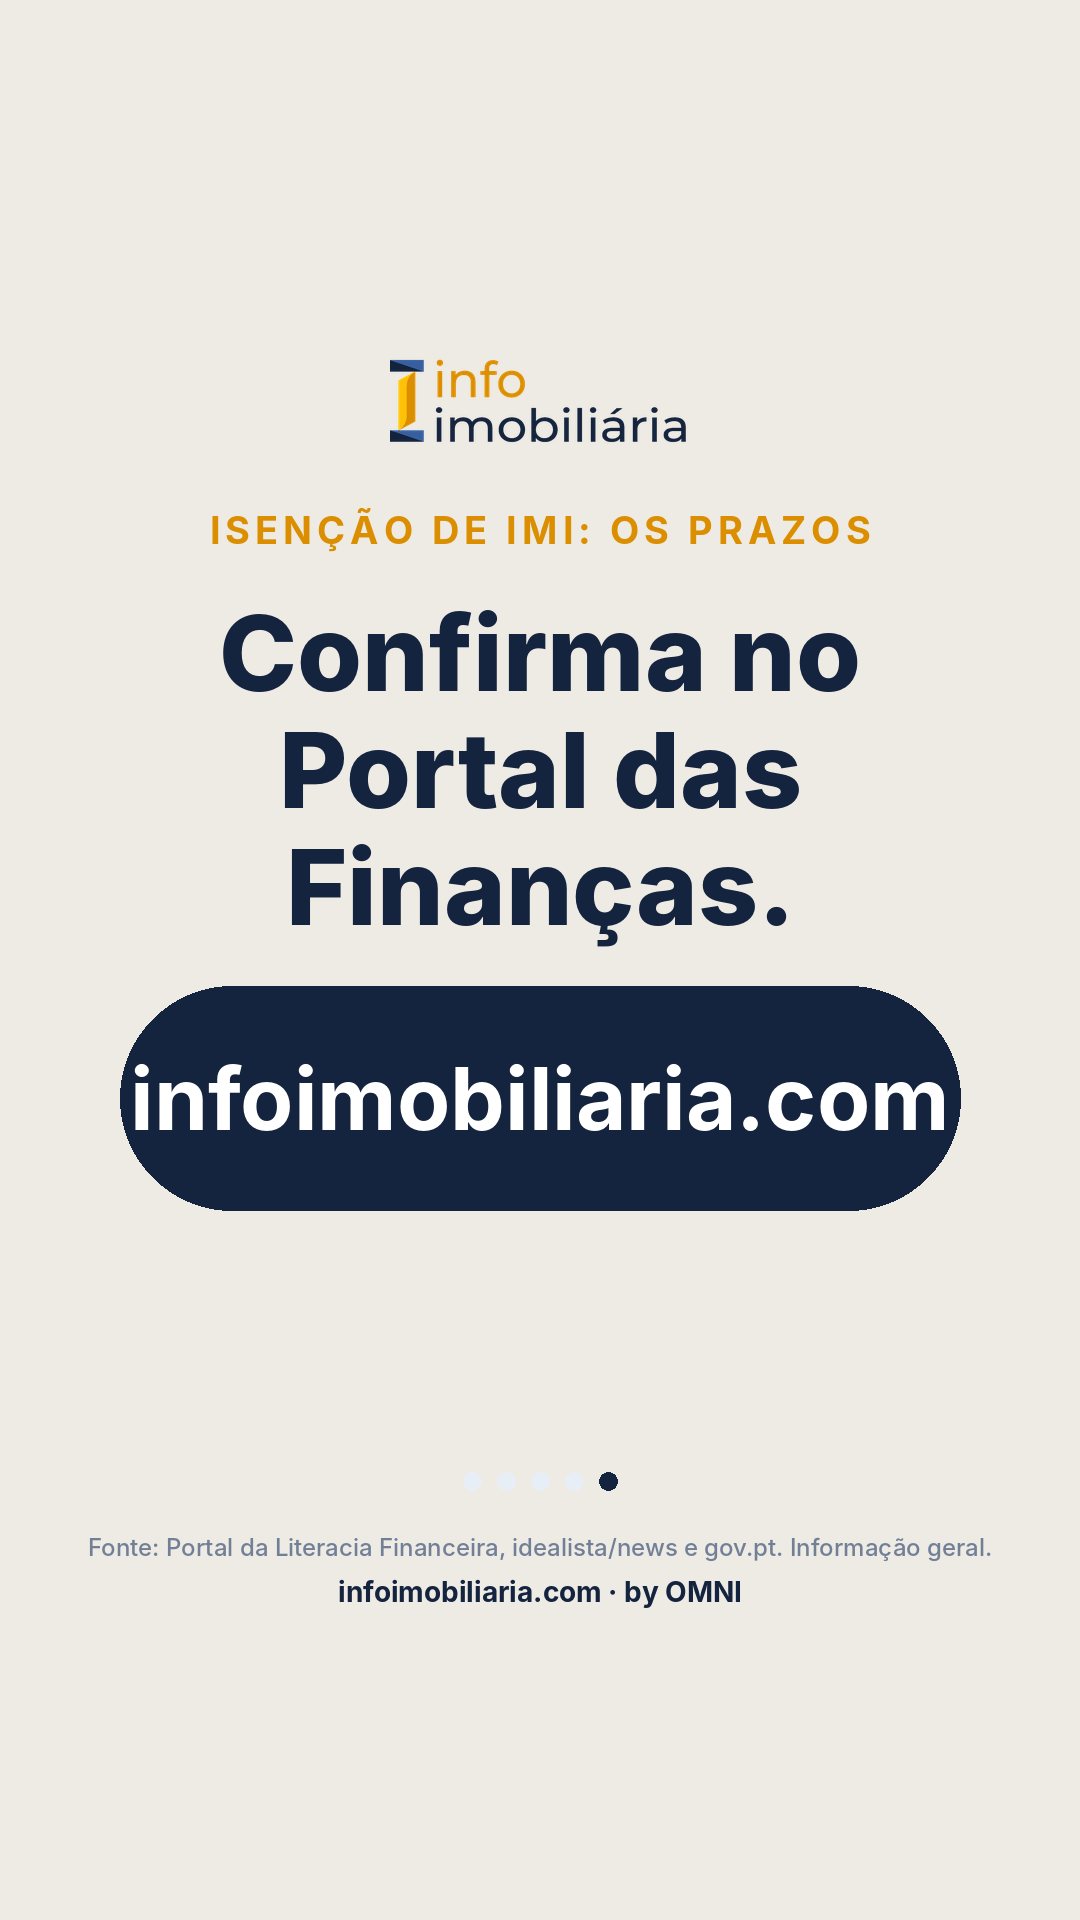 info
imobiliária
ISENÇÃO DE IMI: OS PRAZOS
Confirma no
Portal das
Finanças.
infoimobiliaria.com
Fonte: Portal da Literacia Financeira, idealista/news e gov.pt. Informação geral.
infoimobiliaria.com · by OMNI